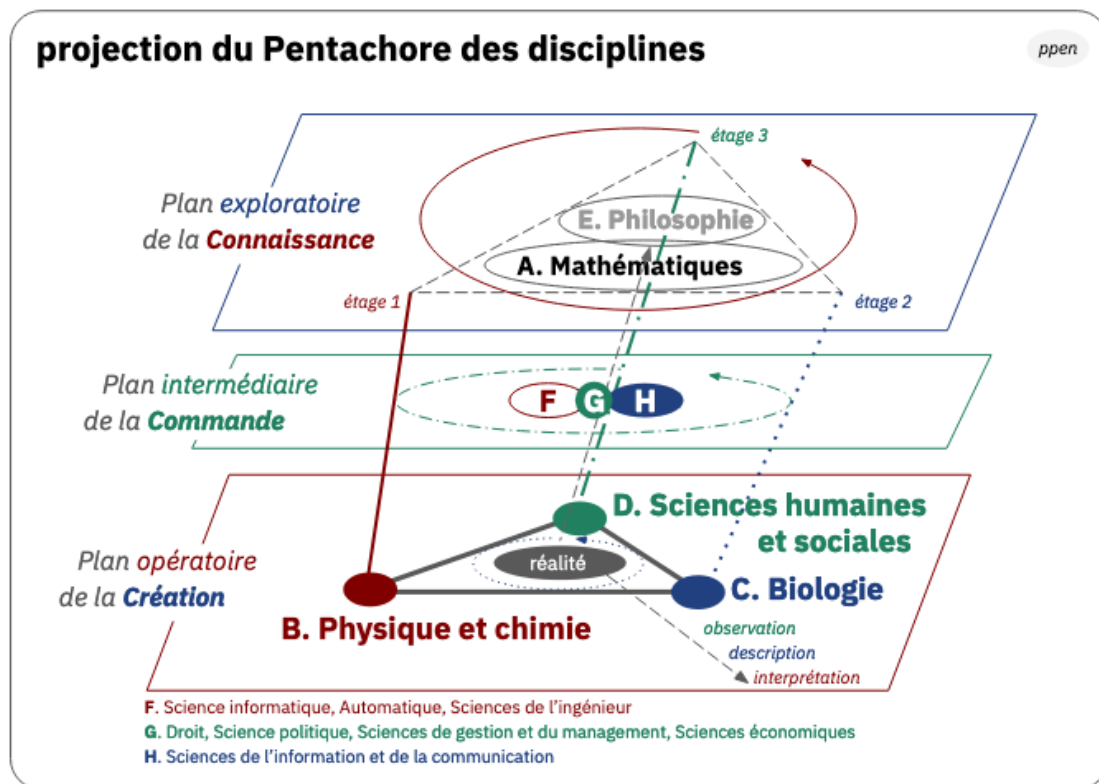 projection du Pentachore des disciplines
ppen
étage 3
Plan exploratoire
de la Connaissance
E. Philosophie
A. Mathématiques
étage 1
étage 2
Plan intermédiaire
de la Commande
F G H
D. Sciences humaines
et sociales
Plan opératoire
de la Création
réalité
C. Biologie
B. Physique et chimie
observation
description
interprétation
F. Science informatique, Automatique, Sciences de l'ingénieur
G. Droit, Science politique, Sciences de gestion et du management, Sciences économiques
H. Sciences de l'information et de la communication